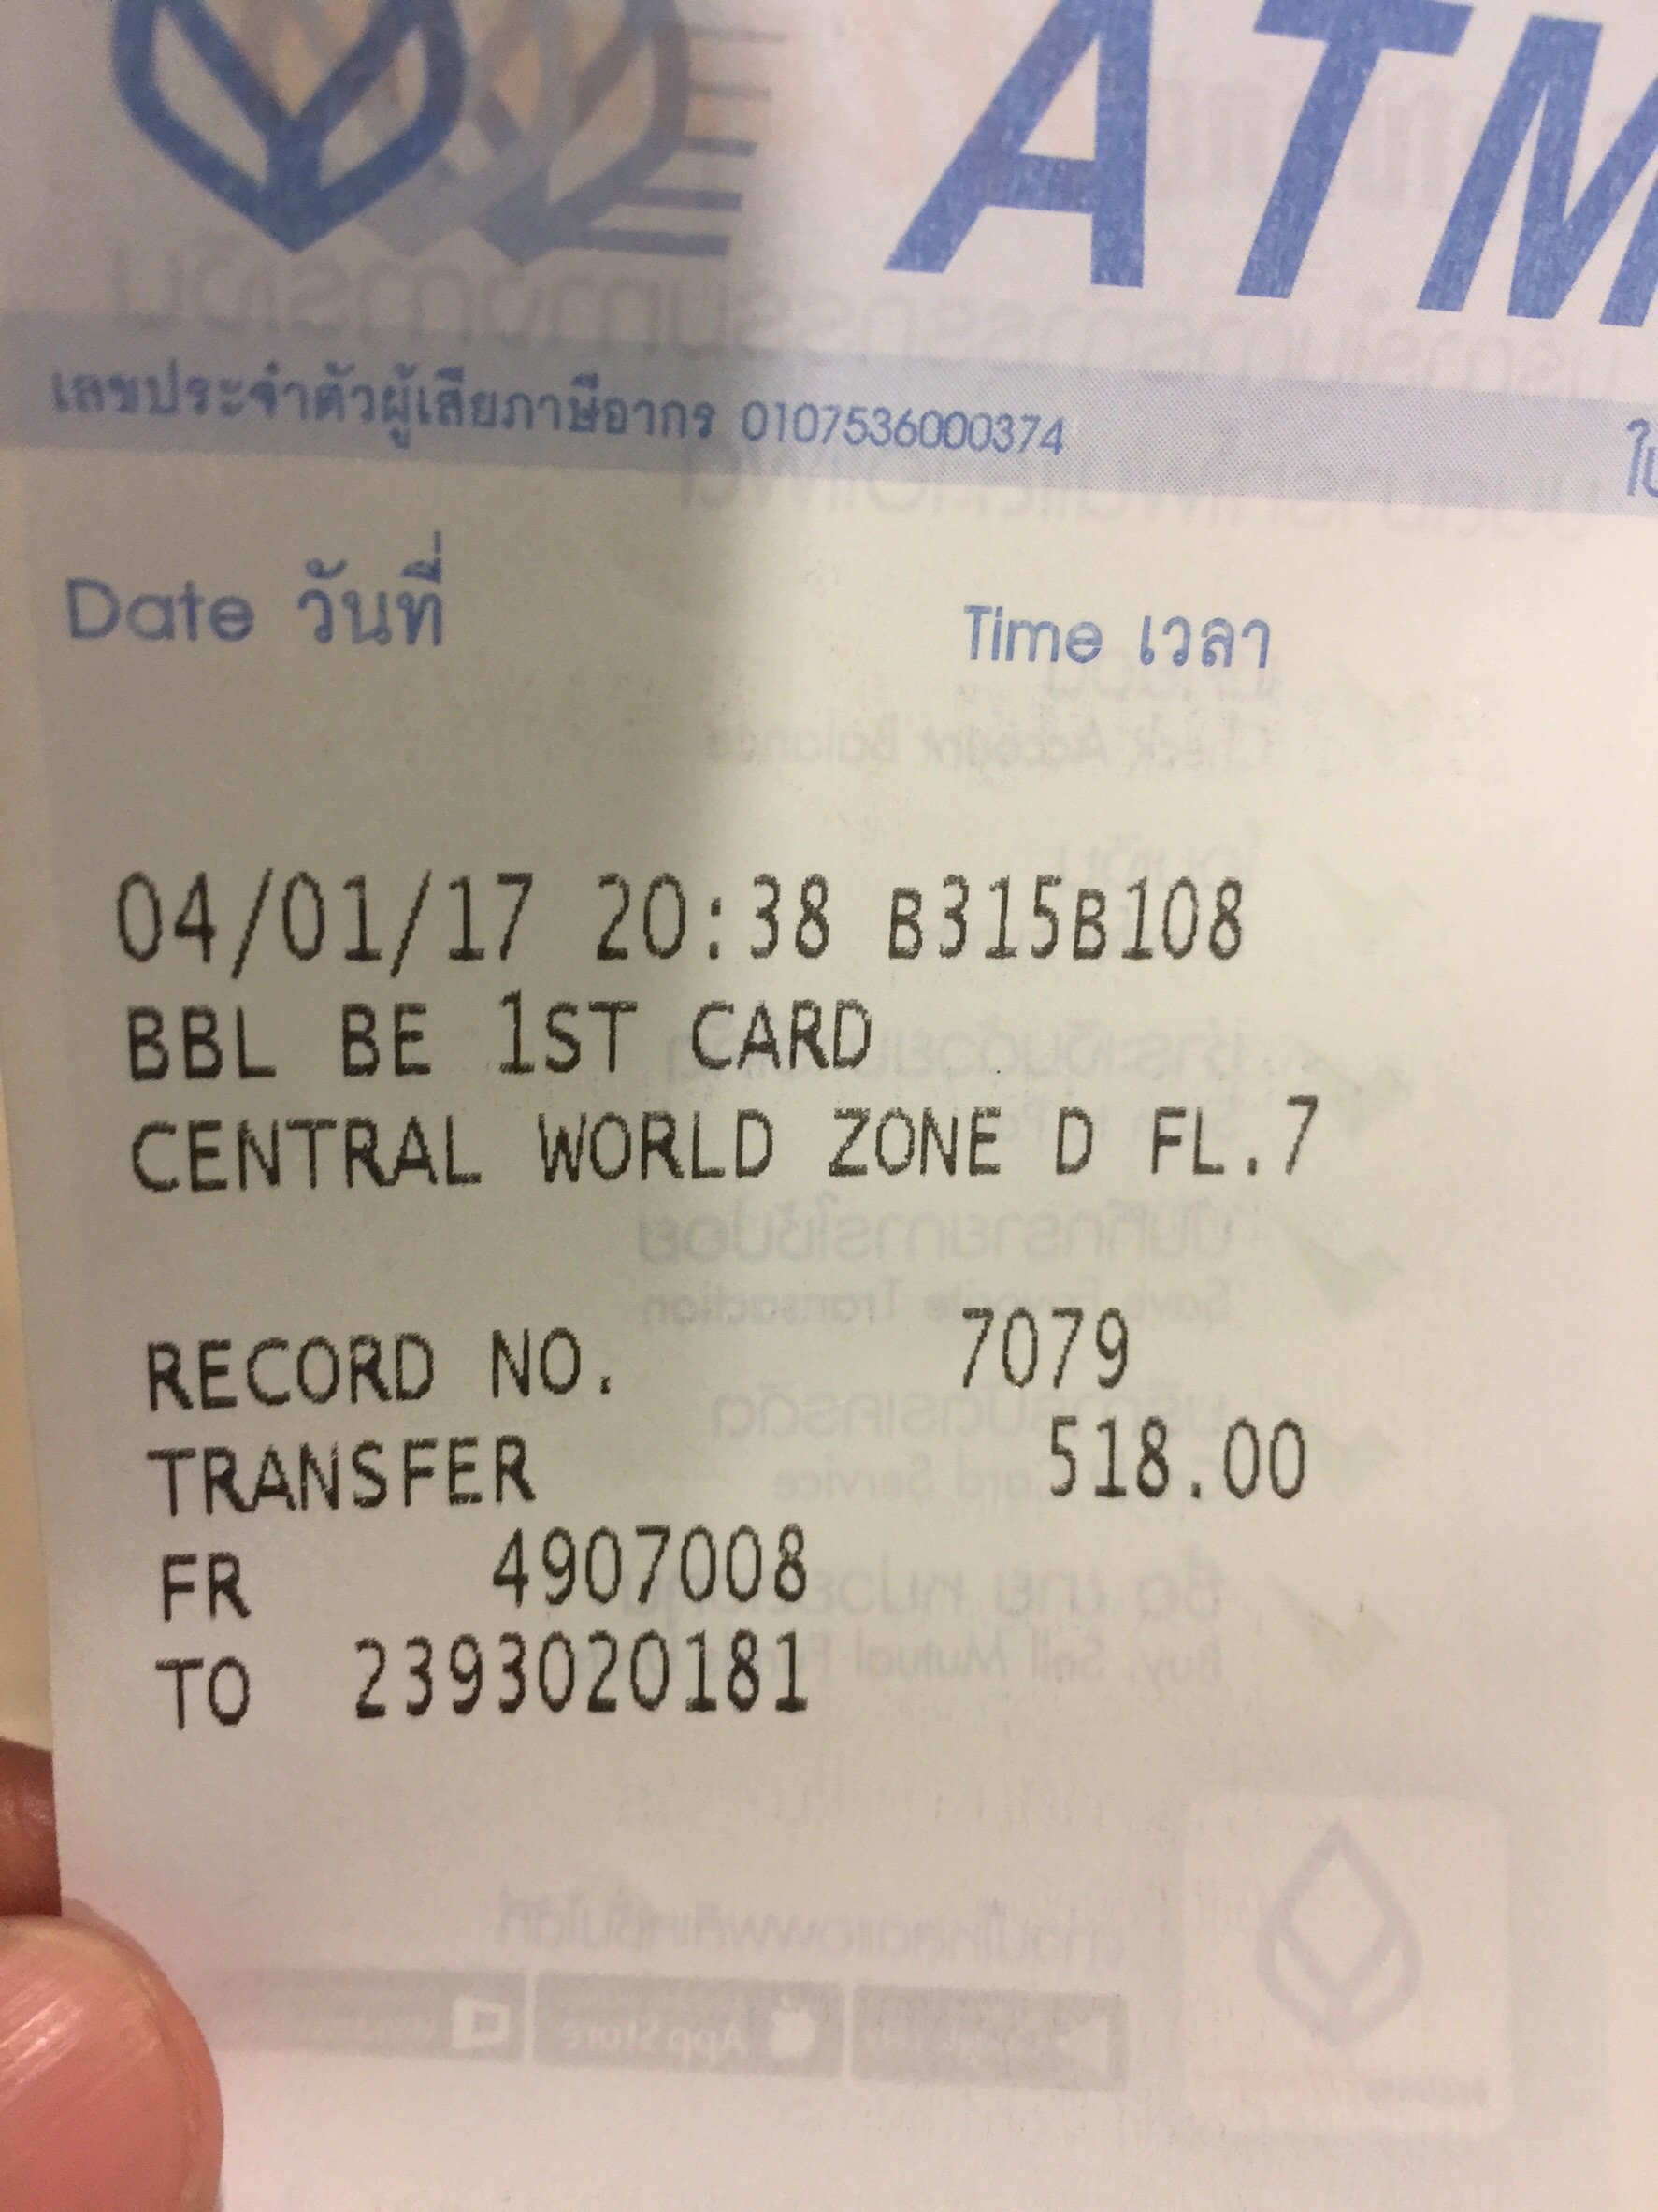 ATM
เลขประจำตัวผู้เสียภาษีอากร 0107536000374
Date วันที่ Time เวลา
04/01/17 20:38 B315B108
BBL BE 1ST CARD
CENTRAL WORLD ZONE D FL.7
RECORD NO. 7079
TRANSFER 518.00
FR 4907008
TO 2393020181